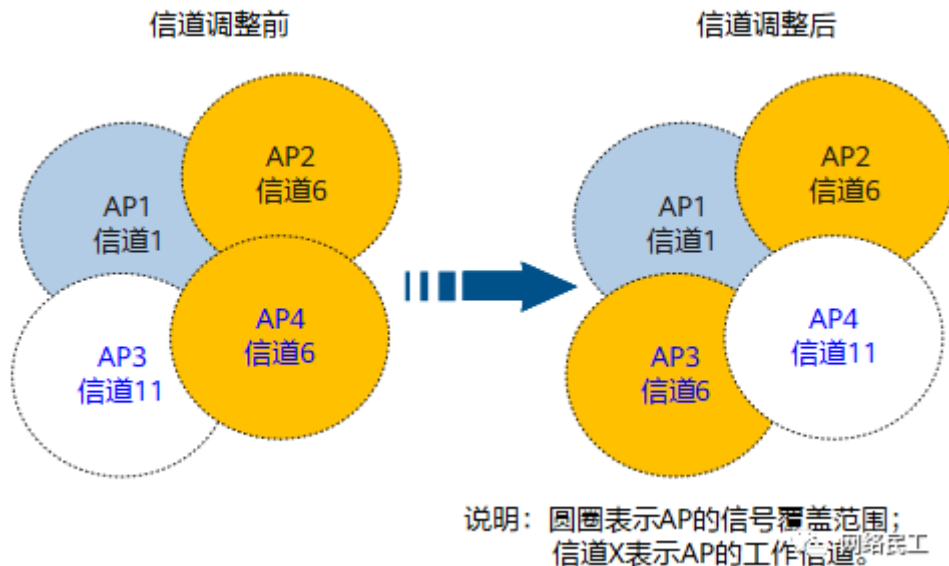 信道调整前
信道调整后
AP1
信道1
AP2
信道6
AP3
信道11
AP4
信道6
AP1
信道1
AP2
信道6
AP3
信道6
AP4
信道11
说明：圆圈表示AP的信号覆盖范围；
信道X表示AP的工作信道。
网络民工